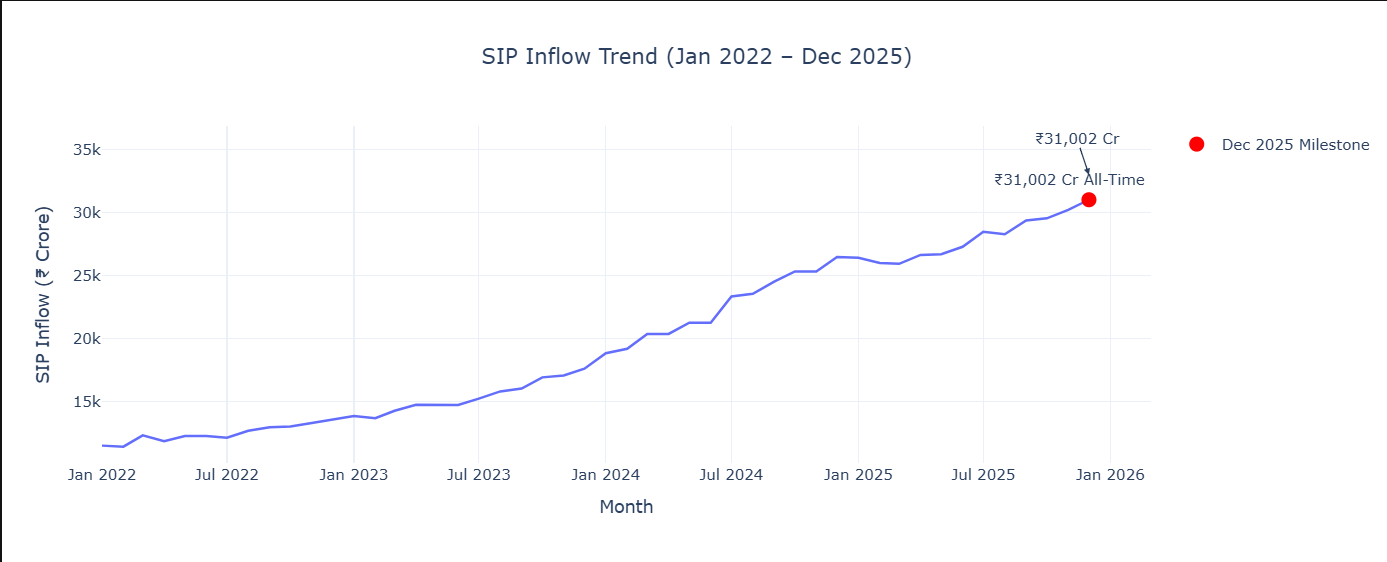 SIP Inflow Trend (Jan 2022 – Dec 2025)
₹31,002 Cr
Dec 2025 Milestone
₹31,002 Cr All-Time
SIP Inflow (₹ Crore)
35k
30k
25k
20k
15k
Jan 2022 Jul 2022 Jan 2023 Jul 2023 Jan 2024 Jul 2024 Jan 2025 Jul 2025 Jan 2026
Month